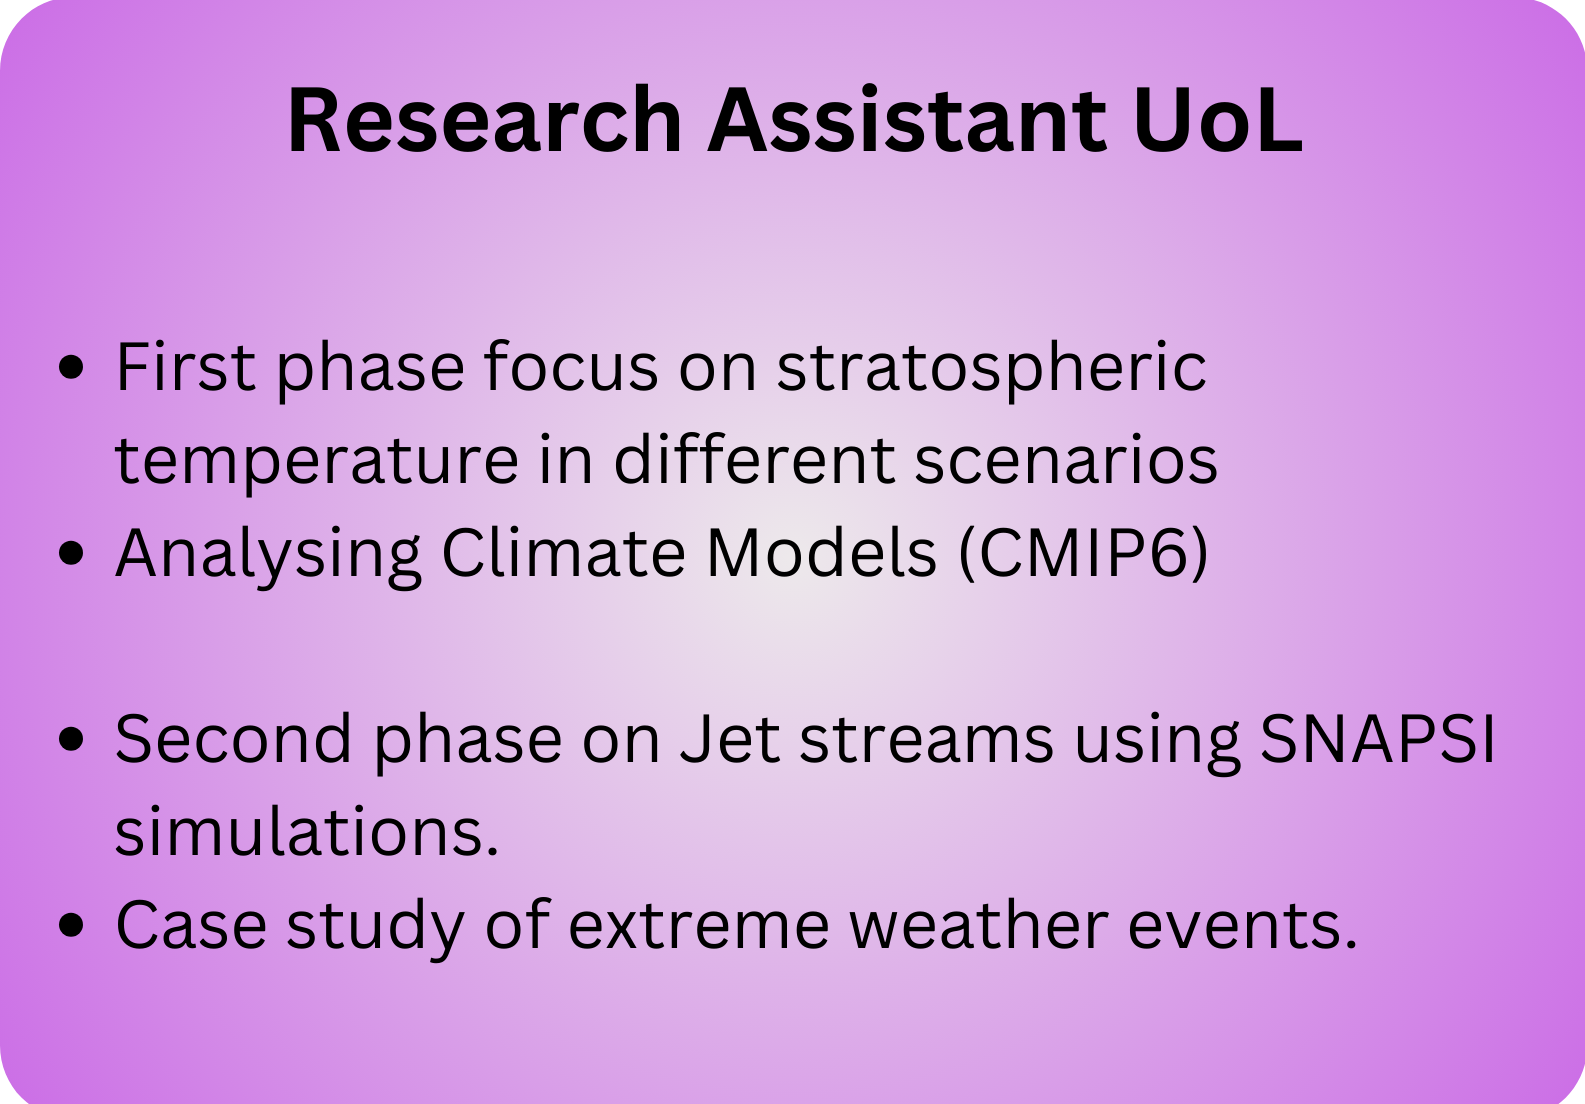 Research Assistant UoL
• First phase focus on stratospheric
temperature in different scenarios
• Analysing Climate Models (CMIP6)
• Second phase on Jet streams using SNAPSI
simulations.
• Case study of extreme weather events.